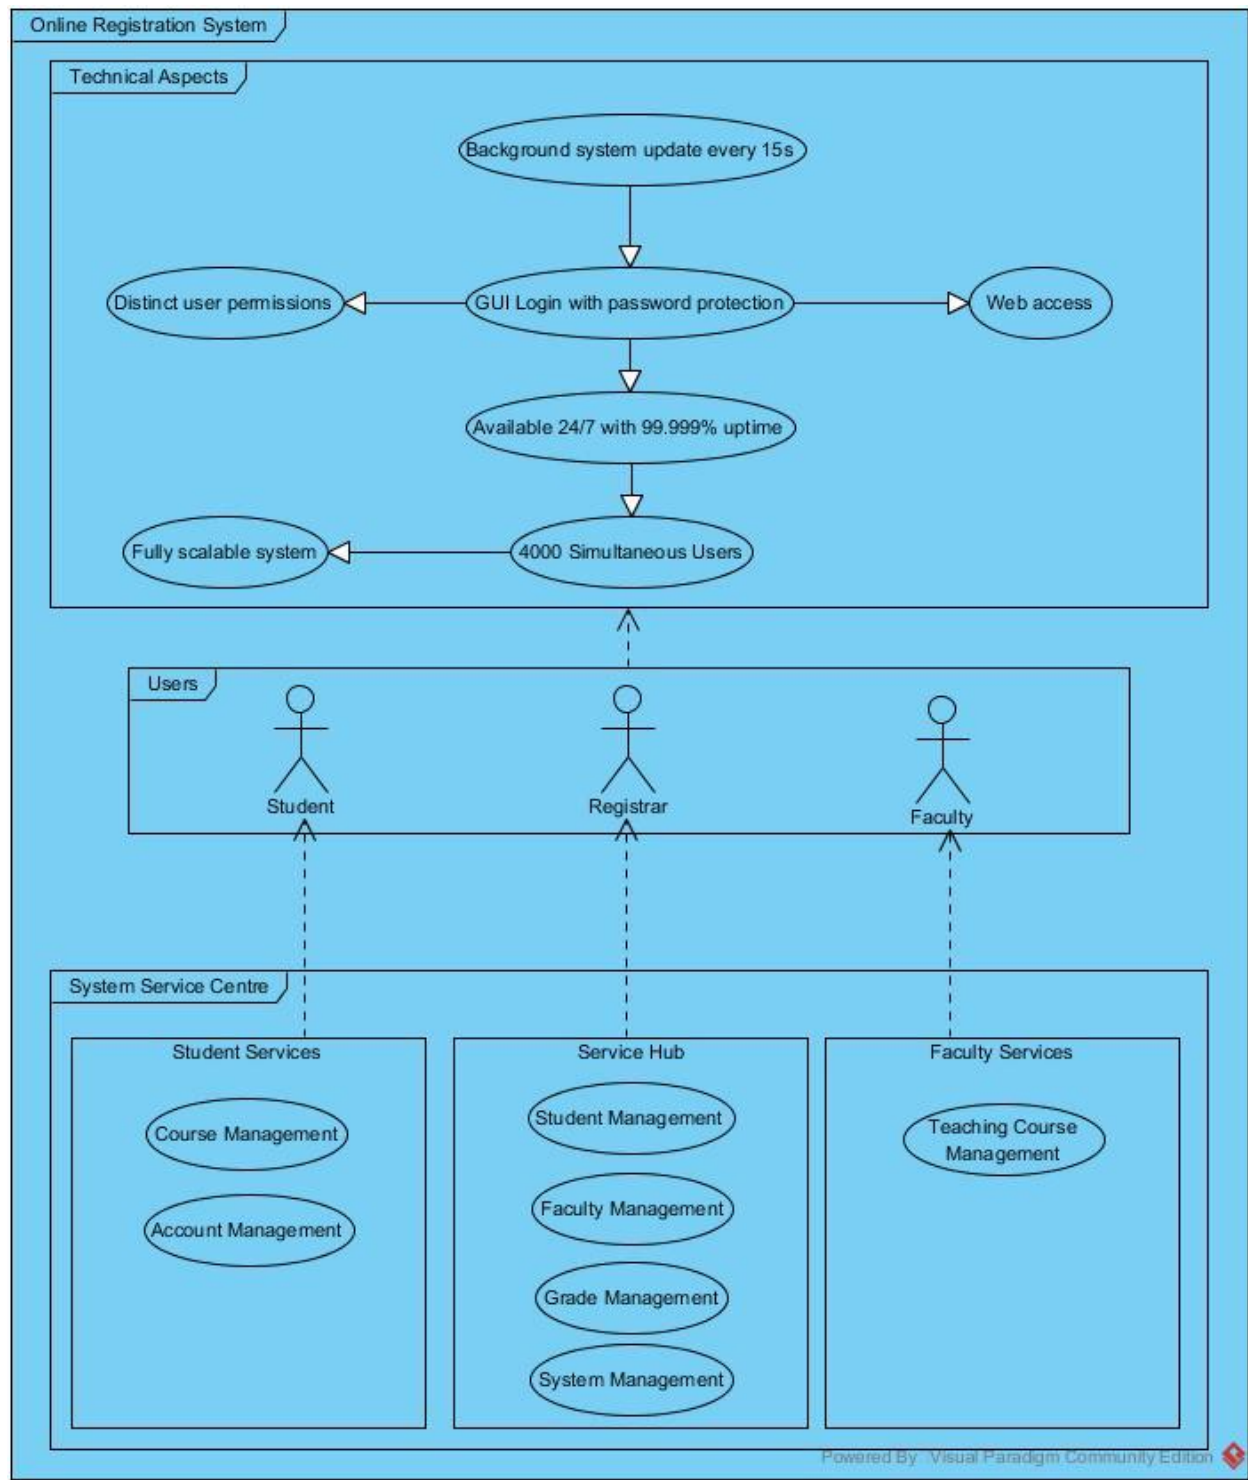 Online Registration System
Technical Aspects
Background system update every 15s
Distinct user permissions
GUI Login with password protection
Web access
Available 24/7 with 99.999% uptime
Fully scalable system
4000 Simultaneous Users
Users
Student
Registrar
Faculty
System Service Centre
Student Services
Course Management
Account Management
Service Hub
Student Management
Faculty Management
Grade Management
System Management
Faculty Services
Teaching Course
Management
Powered By Visual Paradigm Community Edition